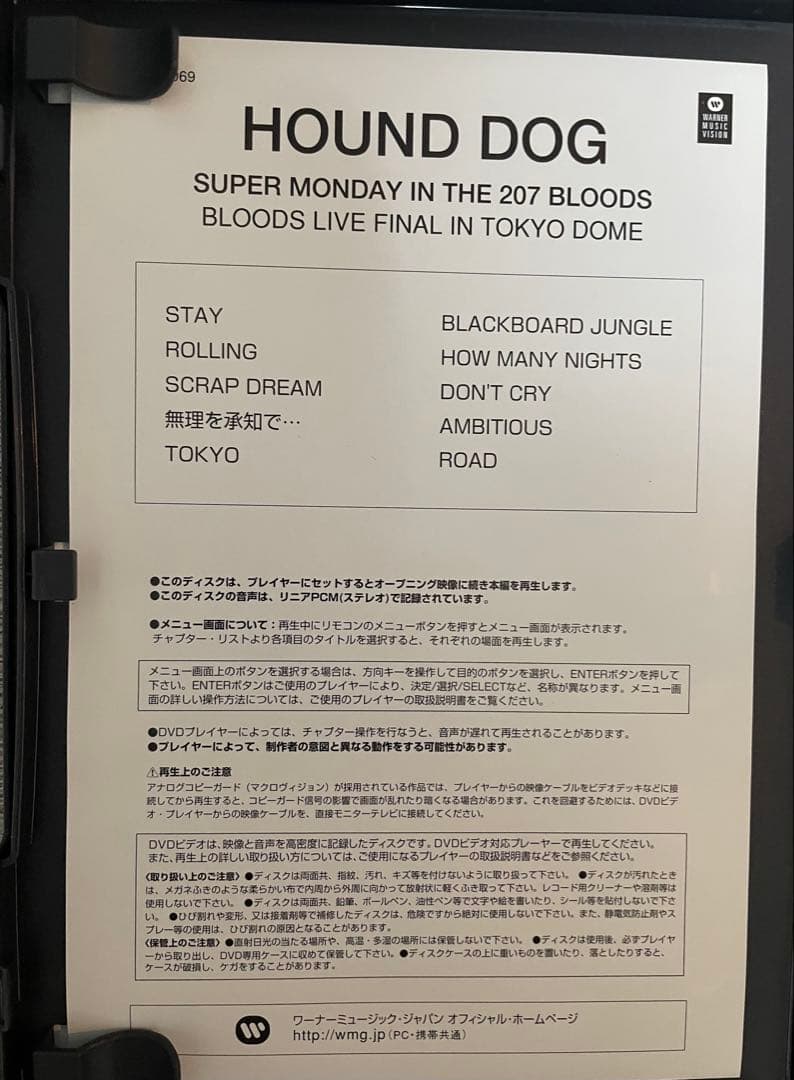 069
HOUND DOG
WARNER
MUSIC
VISION
SUPER MONDAY IN THE 207 BLOODS
BLOODS LIVE FINAL IN TOKYO DOME
STAY
ROLLING
SCRAP DREAM
無理を承知で…
TOKYO
BLACKBOARD JUNGLE
HOW MANY NIGHTS
DON'T CRY
AMBITIOUS
ROAD
●このディスクは、プレイヤーにセットするとオープニング映像に続き本編を再生します。
●このディスクの音声は、リニアPCM(ステレオ)で記録されています。
●メニュー画面について：再生中にリモコンのメニューボタンを押すとメニュー画面が表示されます。
チャプター・リストより各項目のタイトルを選択すると、それぞれの場面を再生します。
メニュー画面上のボタンを選択する場合は、方向キーを操作して目的のボタンを選択し、ENTERボタンを押して
下さい。ENTERボタンはご使用のプレイヤーにより、決定/選択/SELECTなど、名称が異なります。メニュー画
面の詳しい操作方法については、ご使用のプレイヤーの取扱説明書をご覧ください。
●DVDプレイヤーによっては、チャプター操作を行なうと、音声が遅れて再生されることがあります。
●プレイヤーによって、制作者の意図と異なる動作をする可能性があります。
⚠再生上のご注意
アナログコピーガード（マクロヴィジョン）が採用されている作品では、プレイヤーからの映像ケーブルをビデオデッキなどに接
続してから再生すると、コピーガード信号の影響で画面が乱れたり暗くなる場合があります。これを回避するためには、DVDビデ
オ・プレイヤーからの映像ケーブルを、直接モニターテレビに接続してください。
DVDビデオは、映像と音声を高密度に記録したディスクです。DVDビデオ対応プレーヤーで再生してください。
また、再生上の詳しい取り扱い方については、ご使用になるプレイヤーの取扱説明書などをご参照ください。
〈取り扱い上のご注意〉●ディスクは両面共、指紋、汚れ、キズ等を付けないように取り扱って下さい。 ●ディスクが汚れたとき
は、メガネふきのような柔らかい布で内周から外周に向かって放射状に軽くふき取って下さい。レコード用クリーナーや溶剤等は
使用しないで下さい。 ●ディスクは両面共、鉛筆、ボールペン、油性ペン等で文字や絵を書いたり、シール等を貼付しないで下さ
い。 ●ひび割れや変形、又は接着剤等で補修したディスクは、危険ですから絶対に使用しないで下さい。また、静電気防止剤やス
プレー等の使用は、ひび割れの原因となることがあります。
〈保管上のご注意〉●直射日光の当たる場所や、高温・多湿の場所には保管しないで下さい。 ●ディスクは使用後、必ずプレイヤ
ーから取り出し、DVD専用ケースに収めて保管して下さい。●ディスクケースの上に重いものを置いたり、落としたりすると、
ケースが破損し、ケガをすることがあります。
ワーナーミュージック・ジャパン オフィシャル・ホームページ
http://wmg.jp(PC・携帯共通)